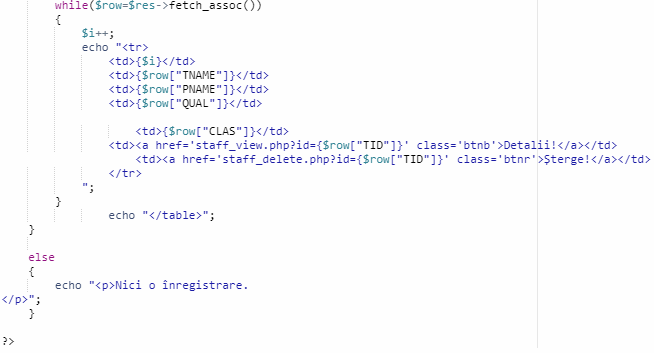 while($row=$res->fetch_assoc())
{
$i++;
echo "<tr>
<td>{$i}</td>
<td>{$row["TNAME"]}</td>
<td>{$row["PNAME"]}</td>
<td>{$row["QUAL"]}</td>
<td>{$row["CLAS"]}</td>
<td><a href='staff_view.php?id={$row["TID"]}' class='btnb'>Detalii!</a></td>
<td><a href='staff_delete.php?id={$row["TID"]}' class='btnr'>Șterge!</a></td>
</tr>
";
}
echo "</table>";
}
else
{
echo "<p>Nici o înregistrare.
</p>";
}
?>